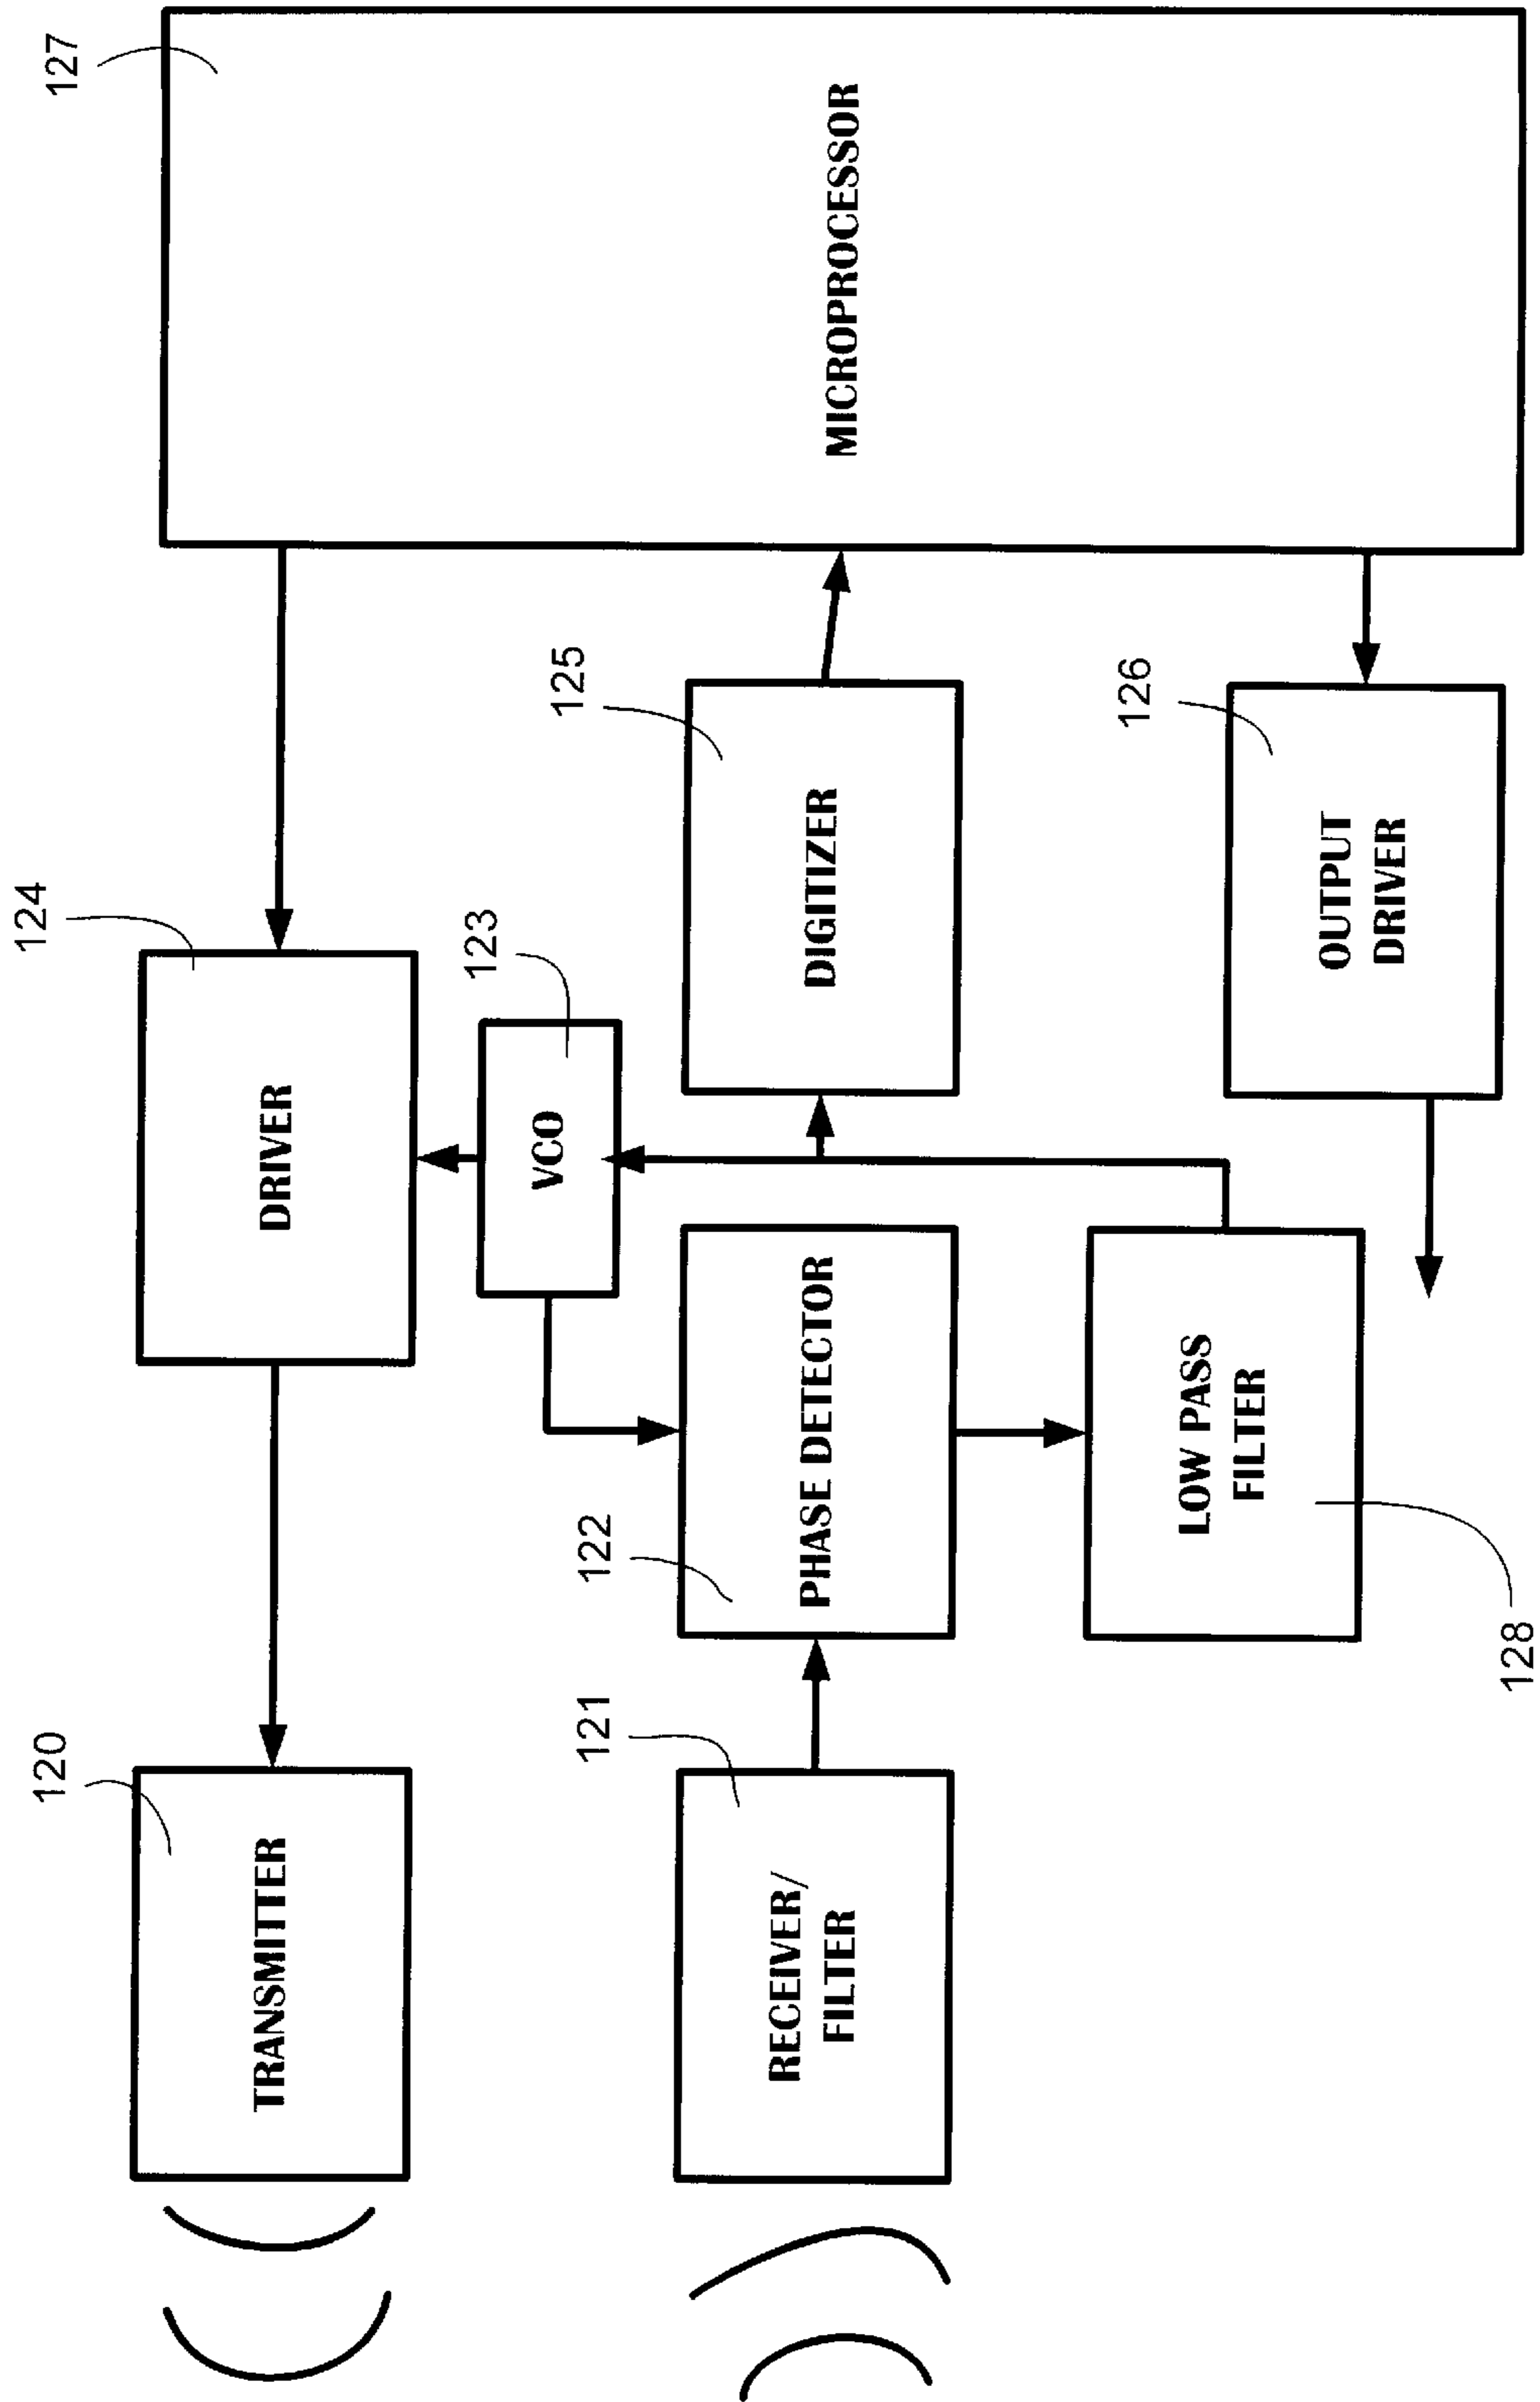 120
TRANSMITTER
124
DRIVER
127
MICROPROCESSOR
123
VCO
121
RECEIVER/
FILTER
122
PHASE DETECTOR
125
DIGITIZER
128
LOW PASS
FILTER
126
OUTPUT
DRIVER